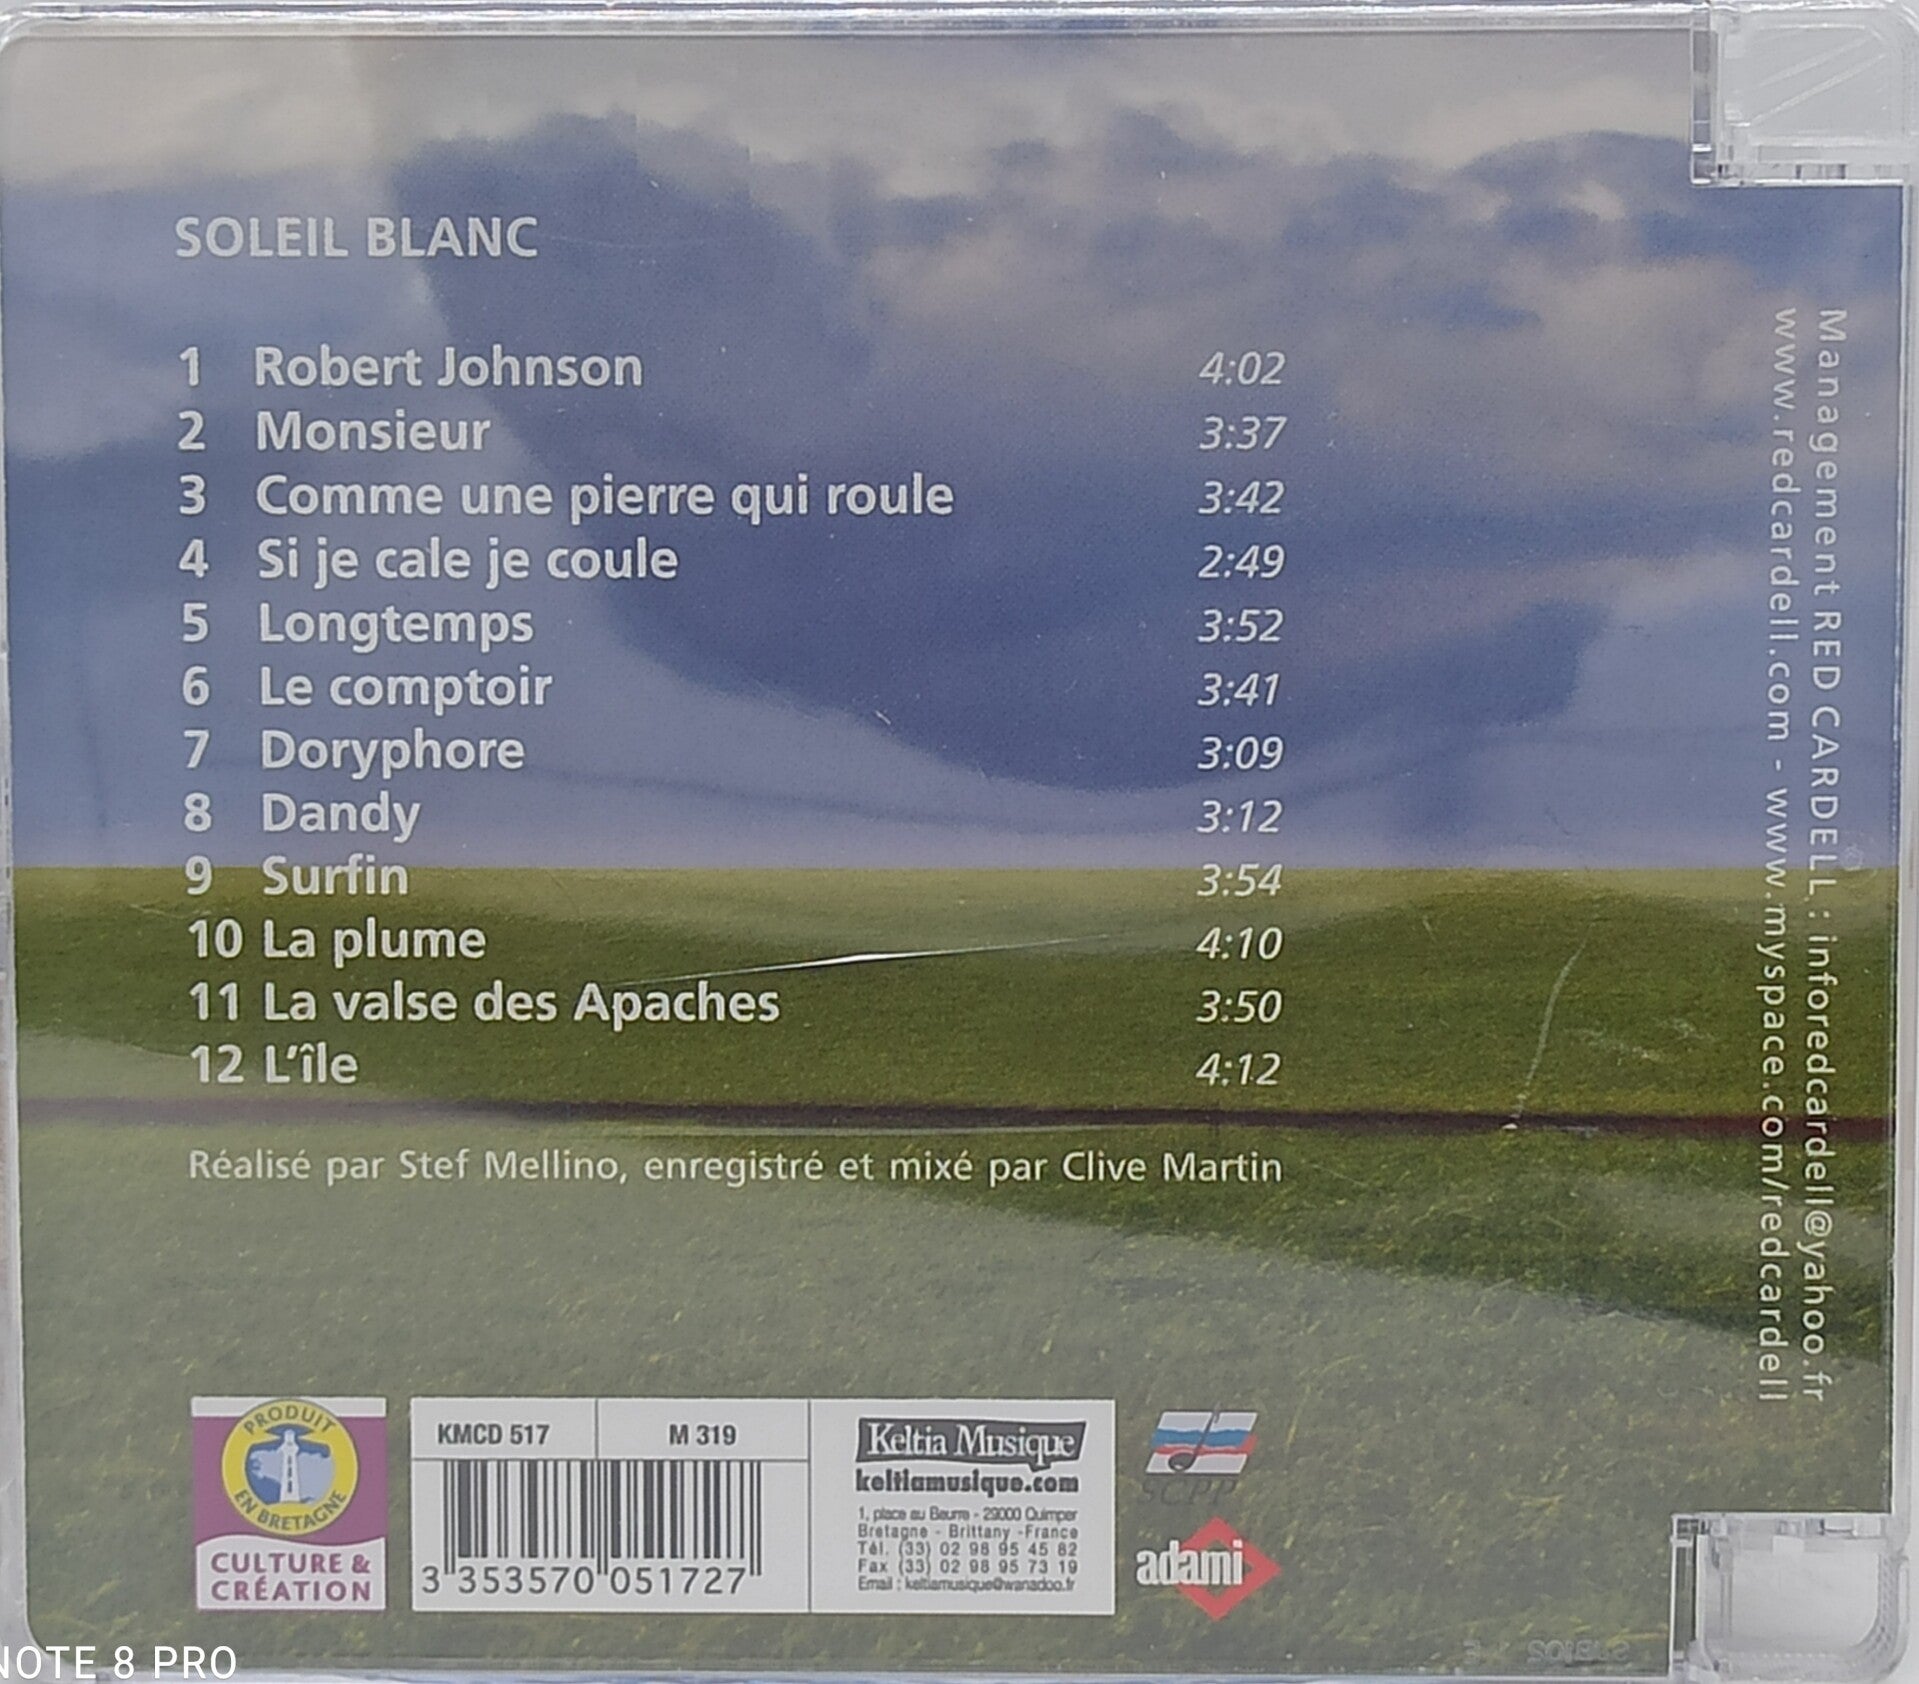 SOLEIL BLANC
1 Robert Johnson 4:02
2 Monsieur 3:37
3 Comme une pierre qui roule 3:42
4 Si je cale je coule 2:49
5 Longtemps 3:52
6 Le comptoir 3:41
7 Doryphore 3:09
8 Dandy 3:12
9 Surfin 3:54
10 La plume 4:10
11 La valse des Apaches 3:50
12 L'île 4:12
Réalisé par Stef Mellino, enregistré et mixé par Clive Martin
Management RED CARDELL : inforedcardell@yahoo.fr
www.redcardell.com - www.myspace.com/redcardell
PRODUIT
EN BRETAGNE
CULTURE &
CRÉATION
KMCD 517 M 319
3 353570 051727
Keltia Musique
keltiamusique.com
1, place au Beurre - 29000 Quimper
Bretagne - Brittany -France
Tél. (33) 02 98 95 45 82
Fax (33) 02 98 95 73 19
Email : keltiamusique@wanadoo.fr
SCPP
adami
NOTE 8 PRO